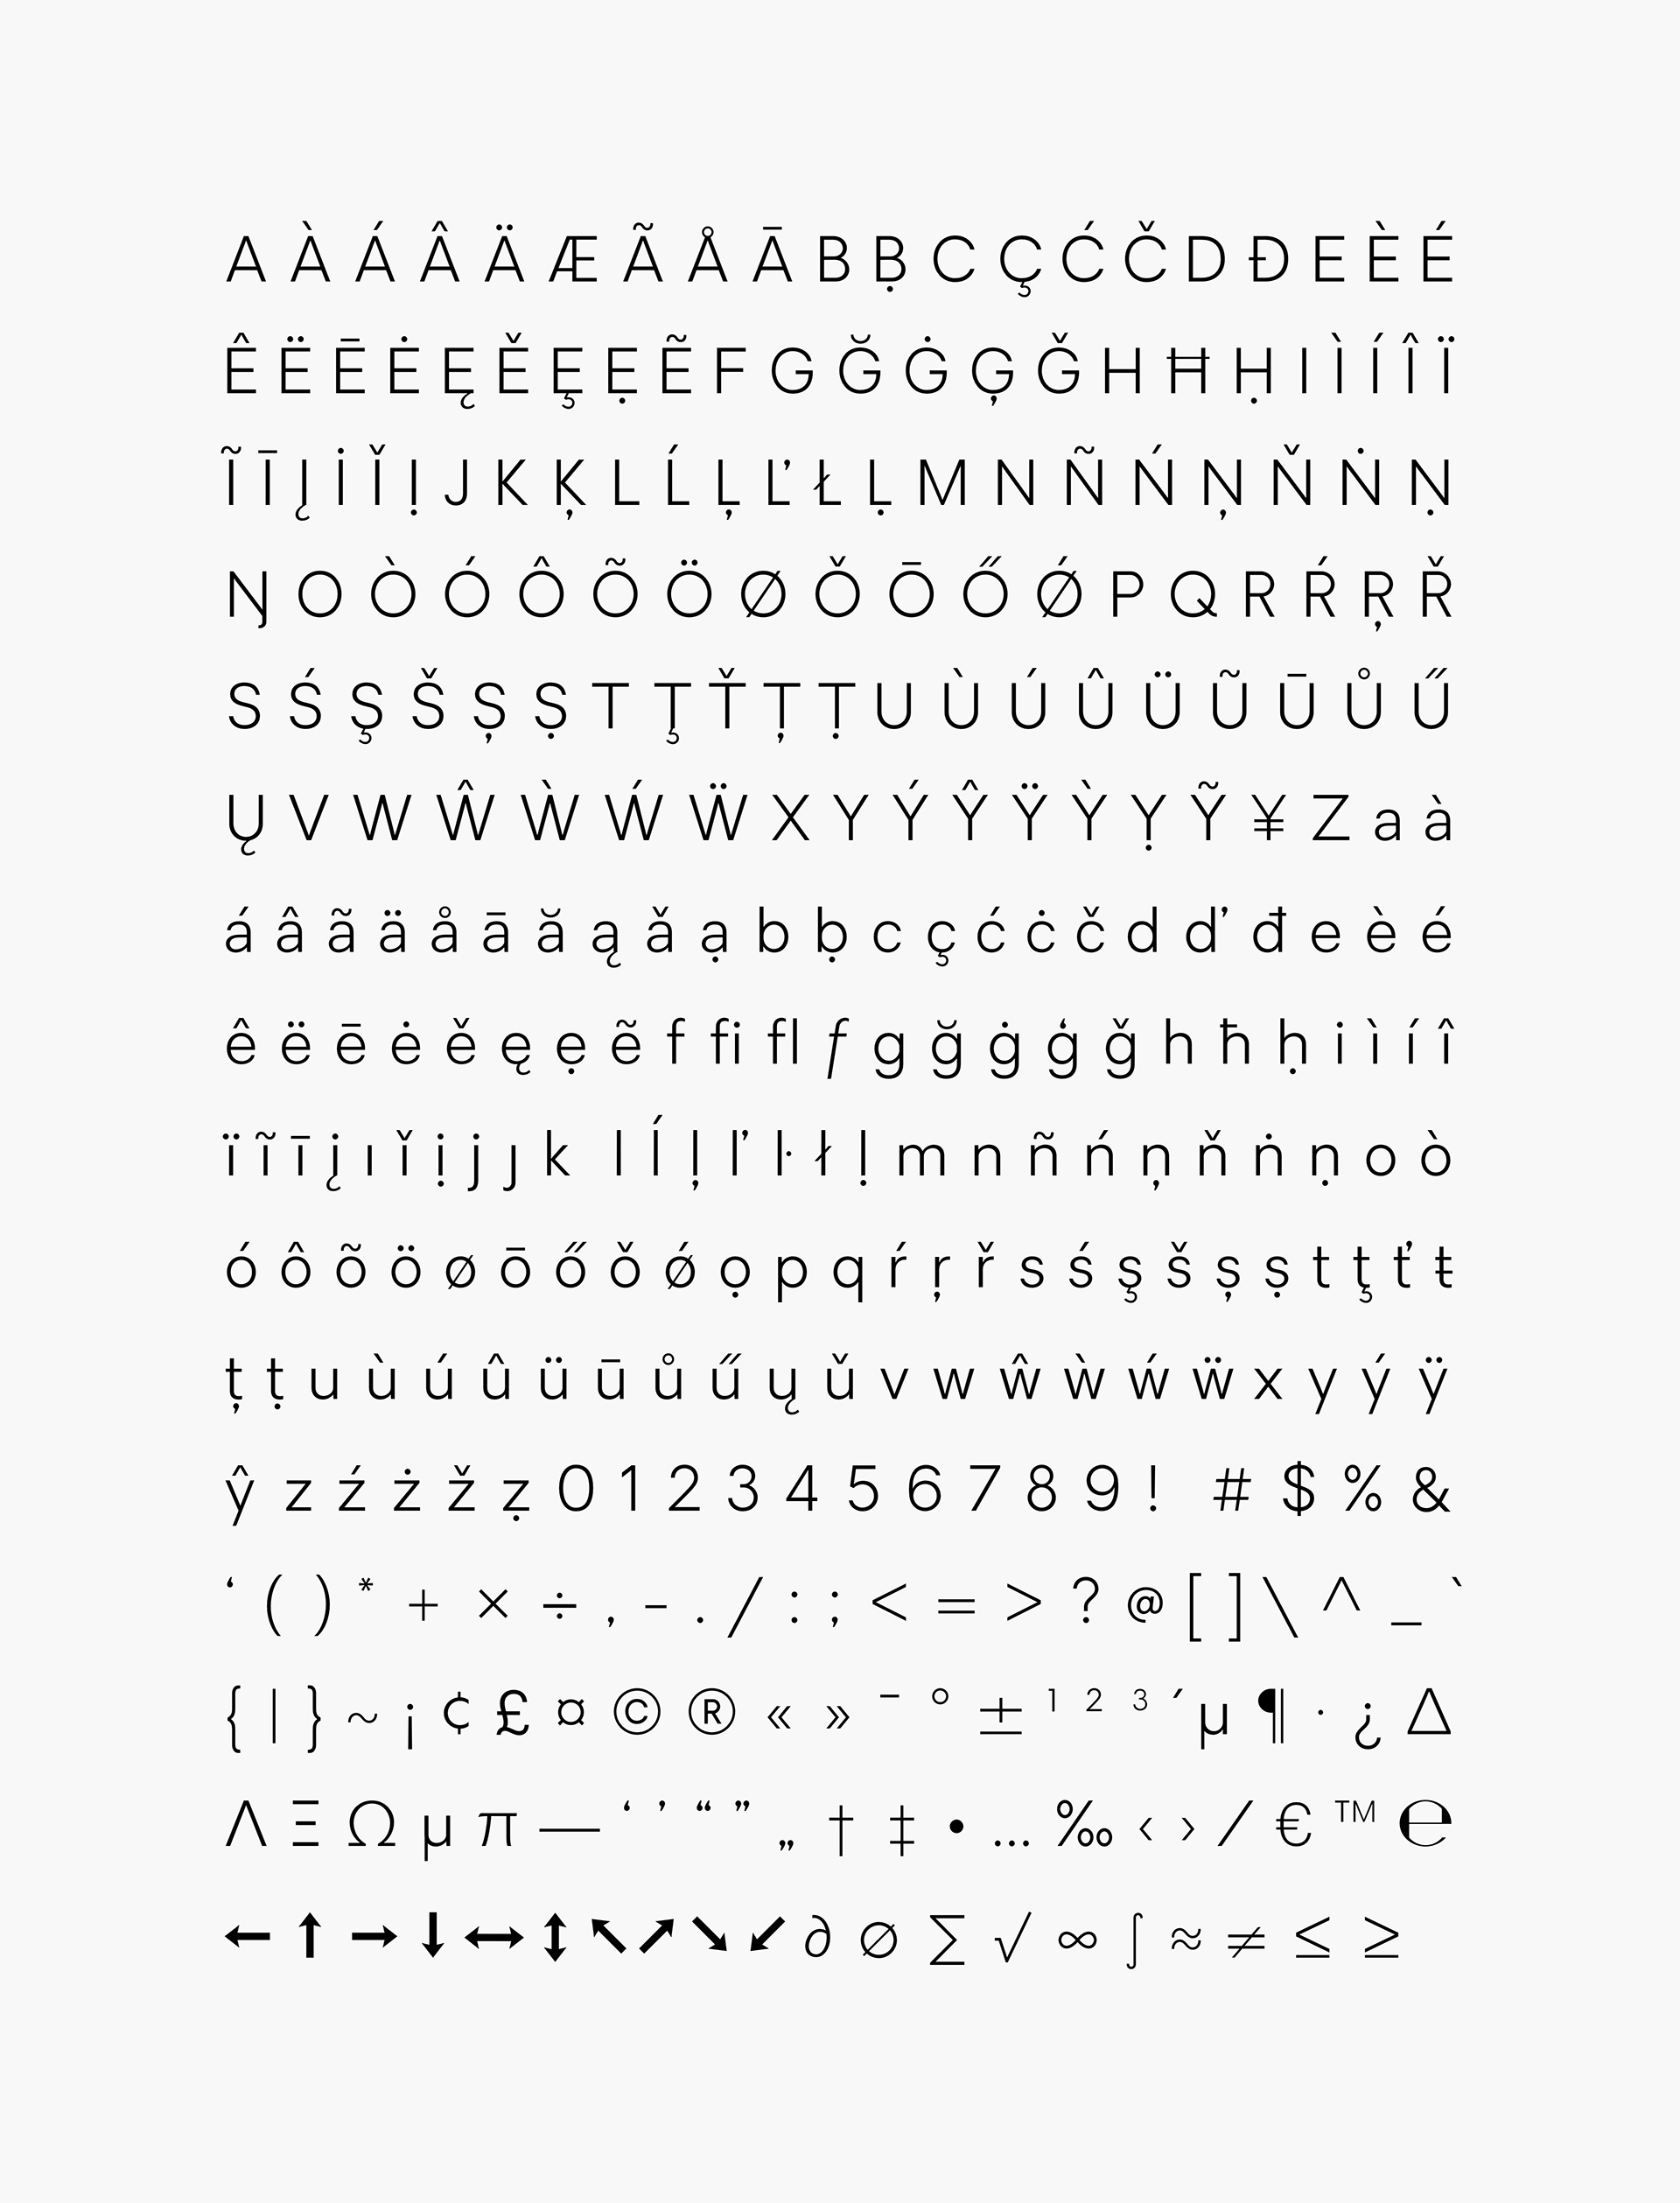 A À Á Â Ä Æ Ã Å Ā B Ḅ C Ç Ć Č D Đ E È É
Ê Ë Ē Ė Ę Ě Ȩ Ẹ Ẽ F G Ğ Ġ Ģ Ǧ H Ħ Ḥ I Ì Í Î Ï
Ĩ Ī Į İ Ǐ Ị J K Ķ L Ĺ Ļ Ľ Ł Ḷ M N Ñ Ń Ņ Ň Ṅ Ṇ
Ŋ O Ò Ó Ô Õ Ö Ø Ǒ Ō Ő Ǿ P Q R Ŕ Ŗ Ř
S Ś Ş Š Ș Ṣ T Ţ Ť Ț Ṭ U Ù Ú Û Ü Ũ Ū Ů Ű
Ų V W Ŵ Ẁ Ẃ Ẅ X Y Ý Ŷ Ÿ Ỳ Ỵ Ỹ ¥ Z a à
á â ã ä å ā ă ą ǎ ạ b ḅ c ç ć ċ č d ď đ e è é
ê ë ē ė ě ę ẹ ẽ f ﬁ ﬂ ƒ g ğ ġ ģ ǧ h ħ ḥ i ì í î
ï ĩ ī į ı ǐ ị j ȷ k l ĺ ļ ľ ŀ ł ḷ m n ñ ń ņ ň ṅ ṇ o ò
ó ô õ ö ø ō ő ǒ ǿ ọ p q ŕ ŗ ř s ś ş š ș ṣ t ţ ť ŧ
ț ṭ u ù ú û ü ū ů ű ų ǔ v w ŵ ẁ ẃ ẅ x y ý ÿ
ŷ z ź ż ž ẓ 0 1 2 3 4 5 6 7 8 9 ! # $ % &
‘ ( ) * + × ÷ , - . / : ; < = > ? @ [ ] \ ^ _ `
{ | } ~ ¡ ¢ £ ¤ © ® « » ¯ ° ± ¹ ² ³ ´ µ ¶ · ¿ Δ
Λ Ξ Ω μ π — ‘ ’ “ ” „ † ‡ • … ‰ ‹ › ⁄ € ™ ℮
← ↑ → ↓ ↔ ↕ ↖ ↗ ↘ ↙ ∂ ∅ ∑ √ ∞ ∫ ≈ ≠ ≤ ≥